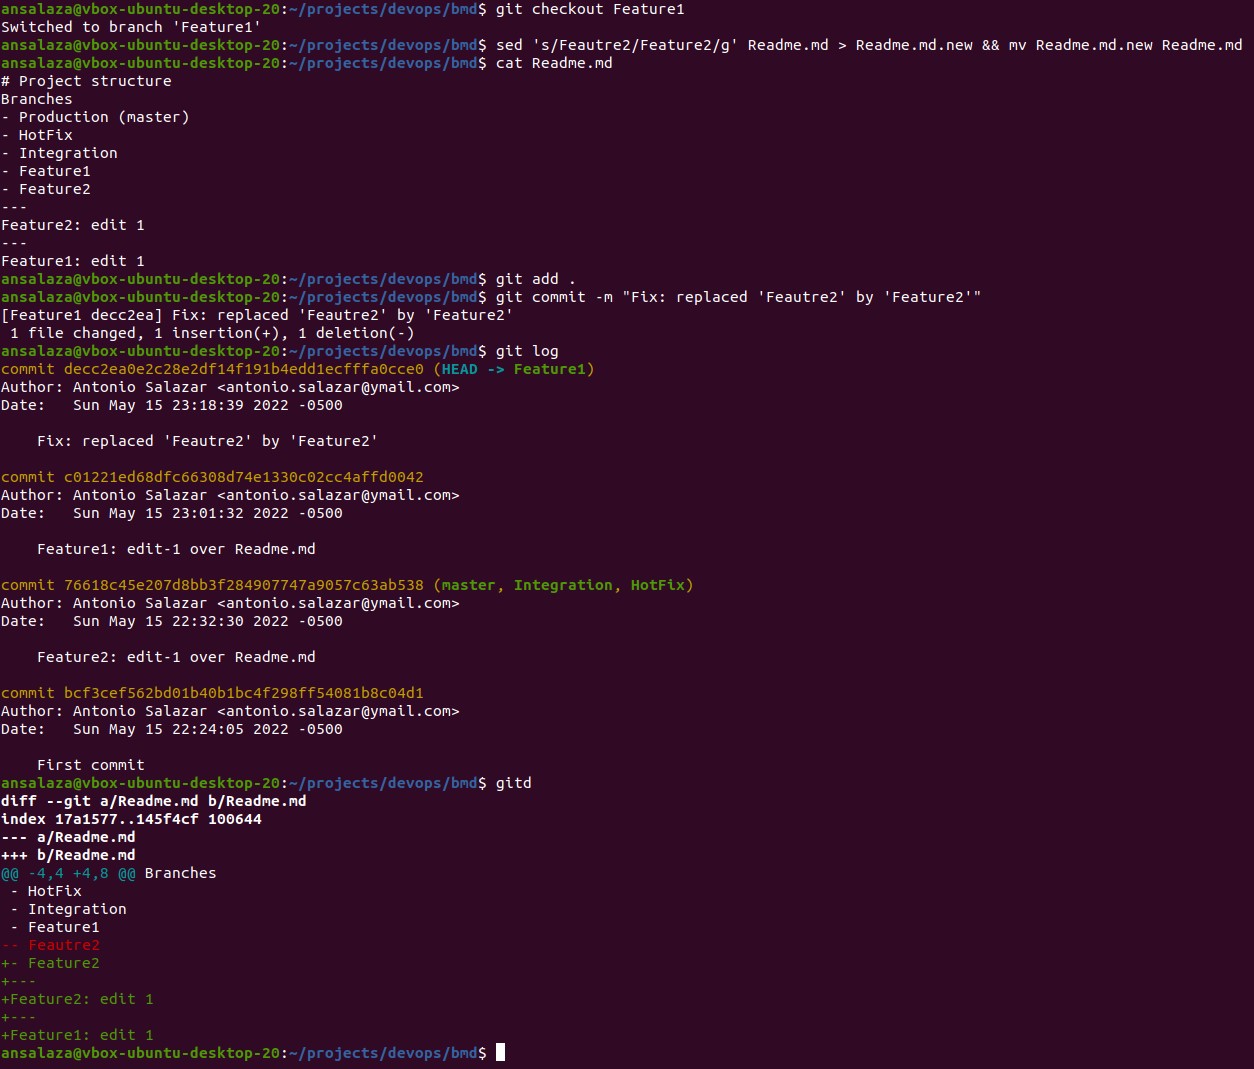 ansalaza@vbox-ubuntu-desktop-20:~/projects/devops/bmd$ git checkout Feature1
Switched to branch 'Feature1'
ansalaza@vbox-ubuntu-desktop-20:~/projects/devops/bmd$ sed 's/Feautre2/Feature2/g' Readme.md > Readme.md.new && mv Readme.md.new Readme.md
ansalaza@vbox-ubuntu-desktop-20:~/projects/devops/bmd$ cat Readme.md
# Project structure
Branches
- Production (master)
- HotFix
- Integration
- Feature1
- Feature2
---
Feature2: edit 1
---
Feature1: edit 1
ansalaza@vbox-ubuntu-desktop-20:~/projects/devops/bmd$ git add .
ansalaza@vbox-ubuntu-desktop-20:~/projects/devops/bmd$ git commit -m "Fix: replaced 'Feautre2' by 'Feature2'"
[Feature1 decc2ea] Fix: replaced 'Feautre2' by 'Feature2'
 1 file changed, 1 insertion(+), 1 deletion(-)
ansalaza@vbox-ubuntu-desktop-20:~/projects/devops/bmd$ git log
commit decc2ea0e2c28e2df14f191b4edd1ecfffa0cce0 (HEAD -> Feature1)
Author: Antonio Salazar <antonio.salazar@ymail.com>
Date:   Sun May 15 23:18:39 2022 -0500
    Fix: replaced 'Feautre2' by 'Feature2'
commit c01221ed68dfc66308d74e1330c02cc4affd0042
Author: Antonio Salazar <antonio.salazar@ymail.com>
Date:   Sun May 15 23:01:32 2022 -0500
    Feature1: edit-1 over Readme.md
commit 76618c45e207d8bb3f284907747a9057c63ab538 (master, Integration, HotFix)
Author: Antonio Salazar <antonio.salazar@ymail.com>
Date:   Sun May 15 22:32:30 2022 -0500
    Feature2: edit-1 over Readme.md
commit bcf3cef562bd01b40b1bc4f298ff54081b8c04d1
Author: Antonio Salazar <antonio.salazar@ymail.com>
Date:   Sun May 15 22:24:05 2022 -0500
    First commit
ansalaza@vbox-ubuntu-desktop-20:~/projects/devops/bmd$ gitd
diff --git a/Readme.md b/Readme.md
index 17a1577..145f4cf 100644
--- a/Readme.md
+++ b/Readme.md
@@ -4,4 +4,8 @@ Branches
 - HotFix
 - Integration
 - Feature1
-- Feautre2
+- Feature2
+---
+Feature2: edit 1
+---
+Feature1: edit 1
ansalaza@vbox-ubuntu-desktop-20:~/projects/devops/bmd$